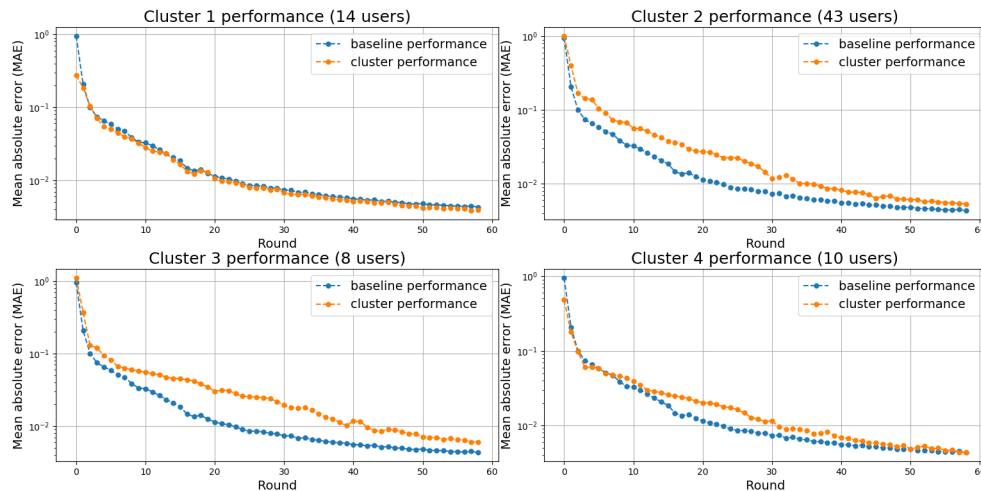 Cluster 1 performance (14 users)
Mean absolute error (MAE)
10⁰
10⁻¹
10⁻²
baseline performance
cluster performance
0 10 20 30 40 50 60
Round
Cluster 2 performance (43 users)
Mean absolute error (MAE)
10⁰
10⁻¹
10⁻²
baseline performance
cluster performance
0 10 20 30 40 50 60
Round
Cluster 3 performance (8 users)
Mean absolute error (MAE)
10⁰
10⁻¹
10⁻²
baseline performance
cluster performance
0 10 20 30 40 50 60
Round
Cluster 4 performance (10 users)
Mean absolute error (MAE)
10⁰
10⁻¹
10⁻²
baseline performance
cluster performance
0 10 20 30 40 50 60
Round